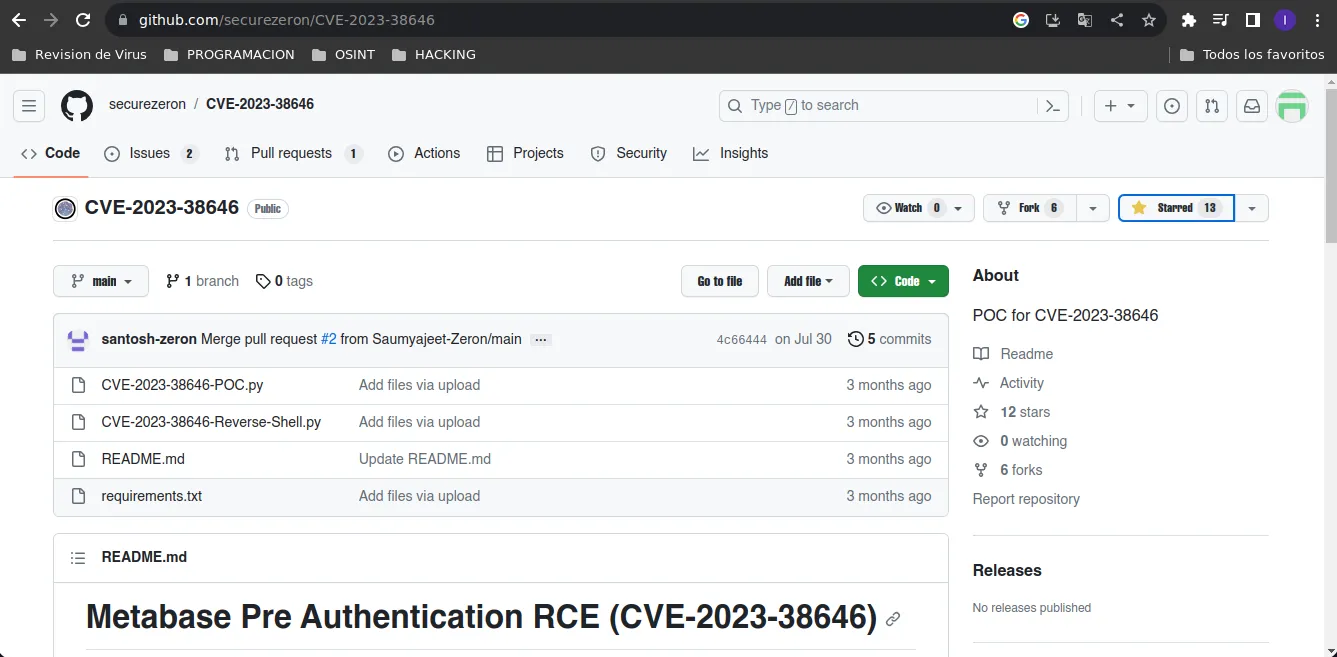 github.com/securezeron/CVE-2023-38646
Revision de Virus PROGRAMACION OSINT HACKING Todos los favoritos
securezeron / CVE-2023-38646 Type / to search
Code Issues 2 Pull requests 1 Actions Projects Security Insights
CVE-2023-38646 Public Watch 0 Fork 6 Starred 13
main 1 branch 0 tags Go to file Add file Code
santosh-zeron Merge pull request #2 from Saumyajeet-Zeron/main ... 4c66444 on Jul 30 5 commits
CVE-2023-38646-POC.py Add files via upload 3 months ago
CVE-2023-38646-Reverse-Shell.py Add files via upload 3 months ago
README.md Update README.md 3 months ago
requirements.txt Add files via upload 3 months ago
README.md
Metabase Pre Authentication RCE (CVE-2023-38646)
About
POC for CVE-2023-38646
Readme
Activity
12 stars
0 watching
6 forks
Report repository
Releases
No releases published